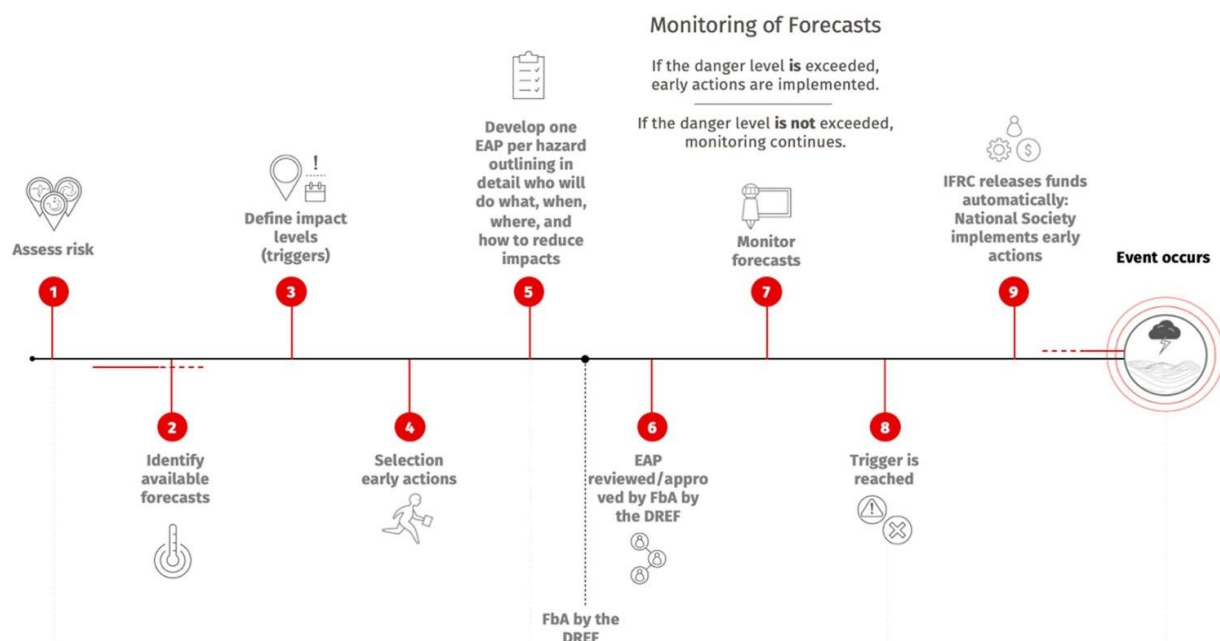 Monitoring of Forecasts
If the danger level is exceeded,
early actions are implemented.
If the danger level is not exceeded,
monitoring continues.
Assess risk
1
Identify
available
forecasts
2
Define impact
levels
(triggers)
3
Selection
early actions
4
Develop one
EAP per hazard
outlining in
detail who will
do what, when,
where, and
how to reduce
impacts
5
FbA by the
DREF
6
EAP
reviewed/appro
ved by FbA by
the DREF
Monitor
forecasts
7
8
Trigger is
reached
IFRC releases funds
automatically:
National Society
implements early
actions
9
Event occurs